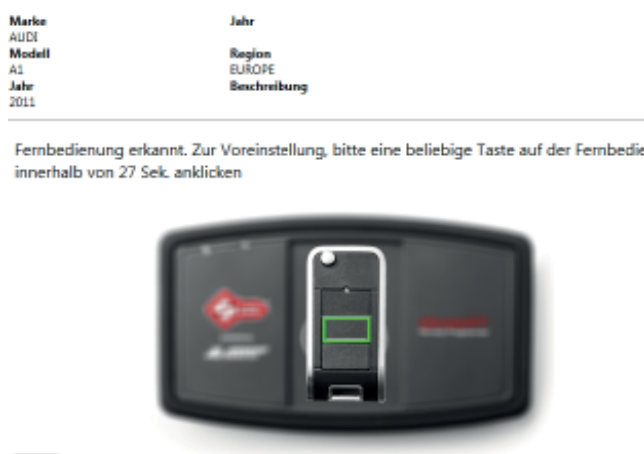 Marke
Jahr
AUDI
Modell
Region
A1
EUROPE
Jahr
Beschreibung
2011
Fernbedienung erkannt. Zur Voreinstellung, bitte eine beliebige Taste auf der Fernbedie
innerhalb von 27 Sek. anklicken